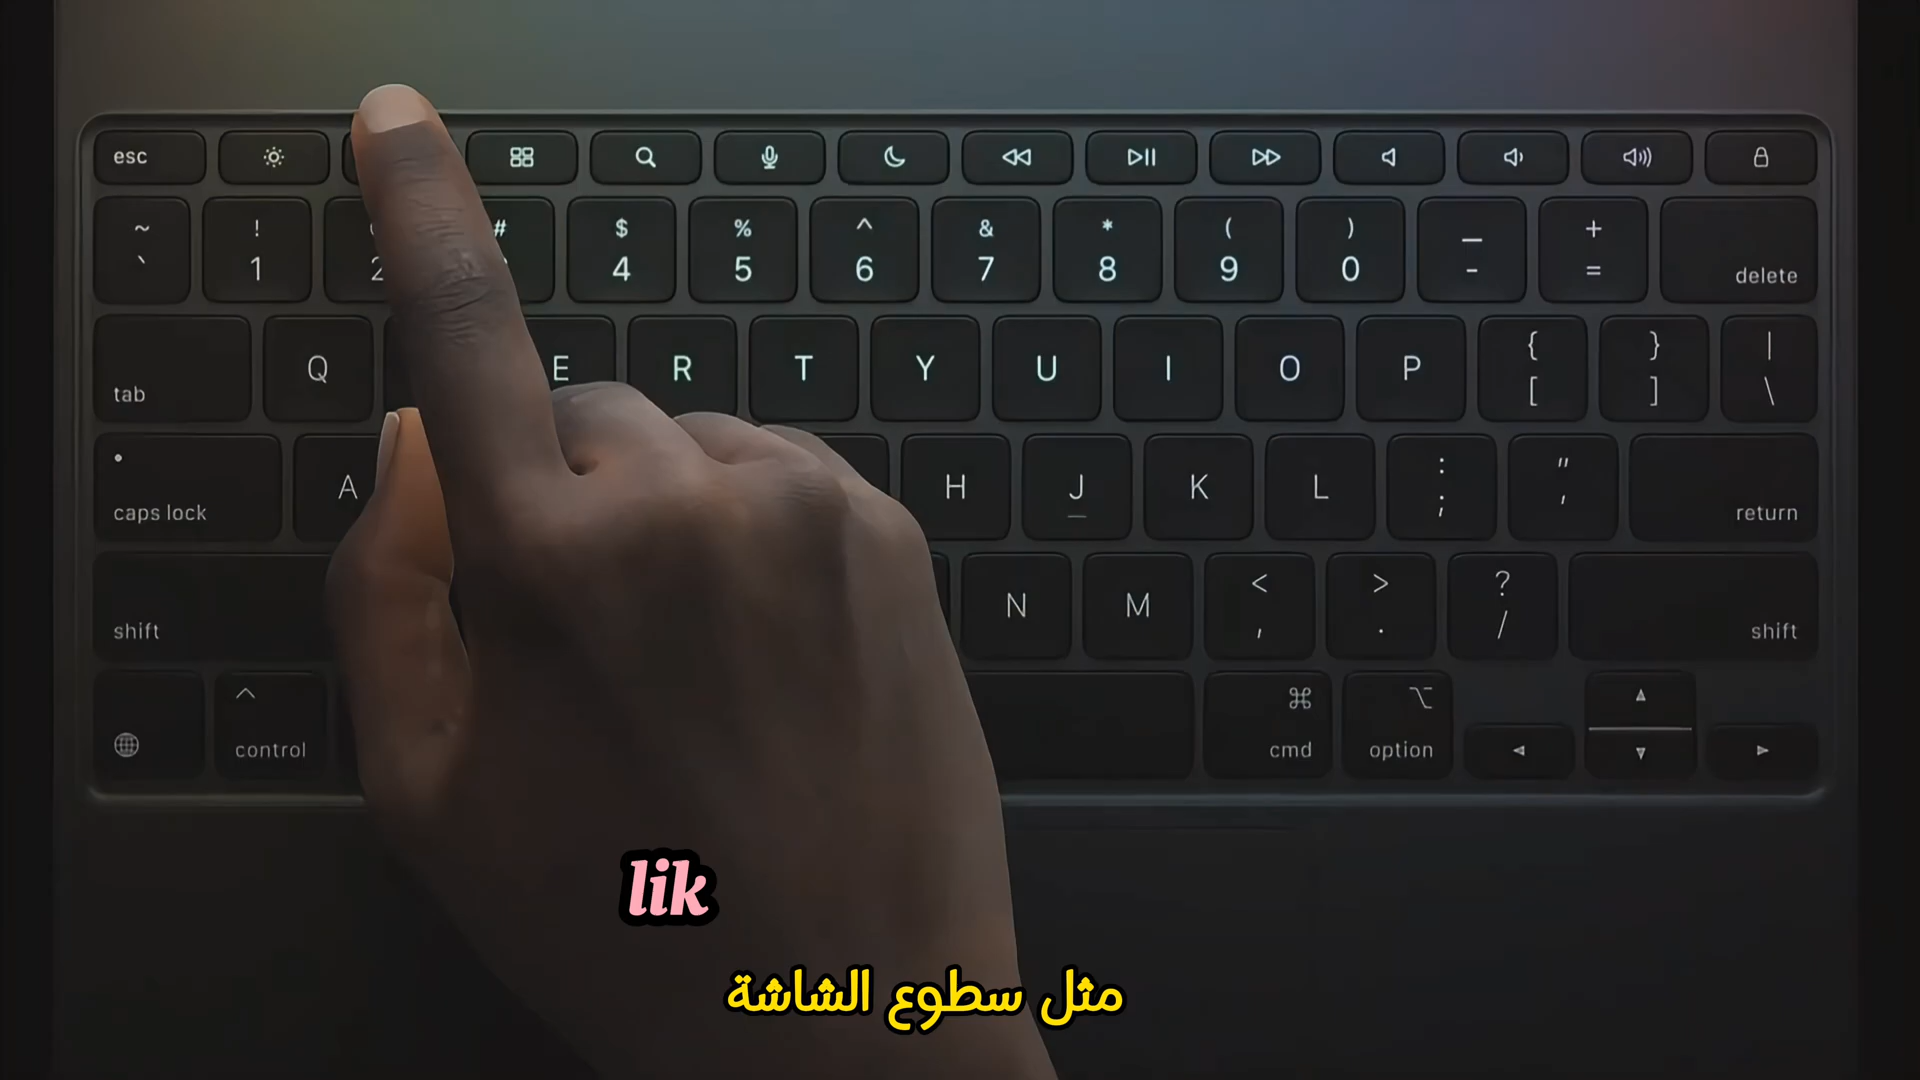 esc
~ ! # $ % ^ & * ( ) _ +
` 1 2 4 5 6 7 8 9 0 - = delete
tab Q E R T Y U I O P { [ } ] | \
caps lock A H J K L : ; " ' return
shift N M < , > . ? / shift
^ control ⌘ cmd ⌥ option
lik
مثل سطوع الشاشة